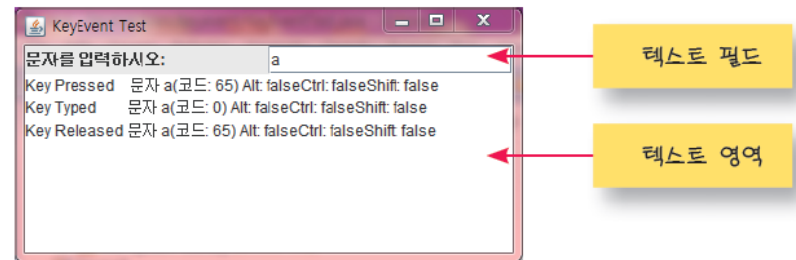 KeyEvent Test
문자를 입력하시오: a
텍스트 필드
Key Pressed 문자 a(코드: 65) Alt: falseCtrl: falseShift: false
Key Typed 문자 a(코드: 0) Alt: falseCtrl: falseShift: false
Key Released 문자 a(코드: 65) Alt: falseCtrl: falseShift: false
텍스트 영역